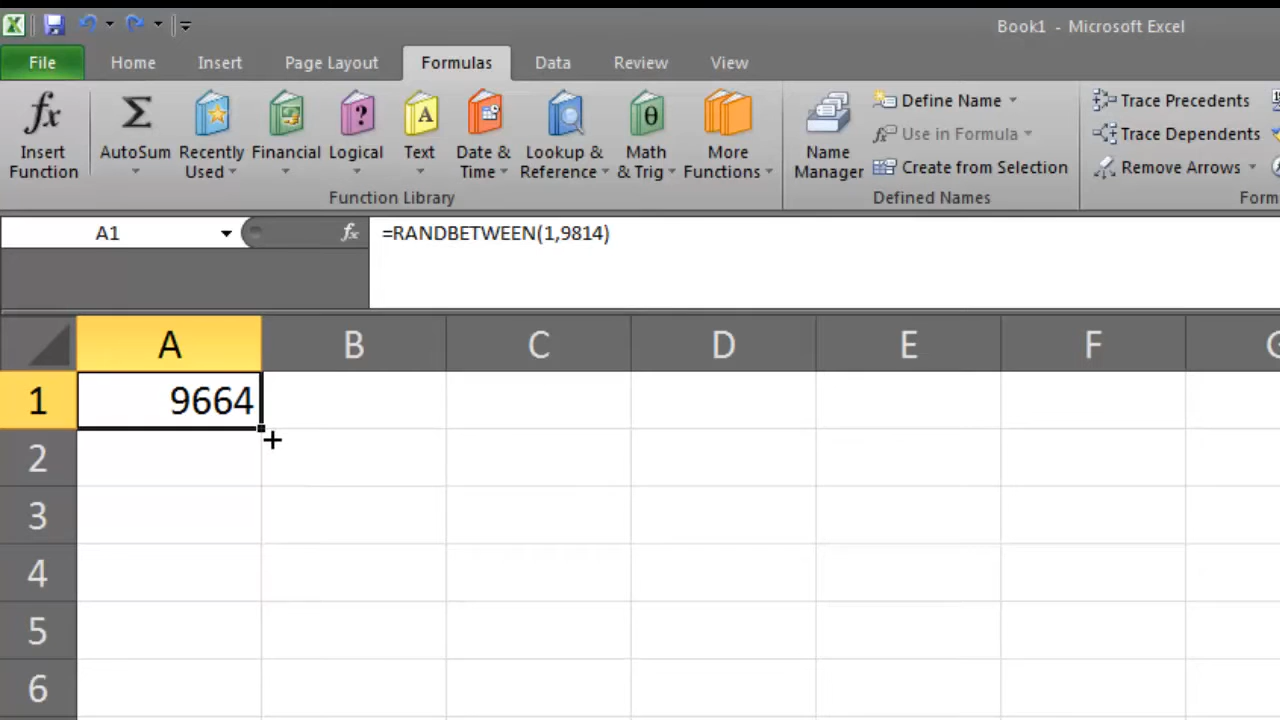 Book1 - Microsoft Excel
File Home Insert Page Layout Formulas Data Review View
fx Σ ? A θ
Insert Function
AutoSum
Recently Used
Financial
Logical
Text
Date & Time
Lookup & Reference
Math & Trig
More Functions
Name Manager
Define Name
Use in Formula
Create from Selection
Trace Precedents
Trace Dependents
Remove Arrows
Function Library
Defined Names
Form
A1 fx =RANDBETWEEN(1,9814)
A B C D E F
1 9664
2
3
4
5
6